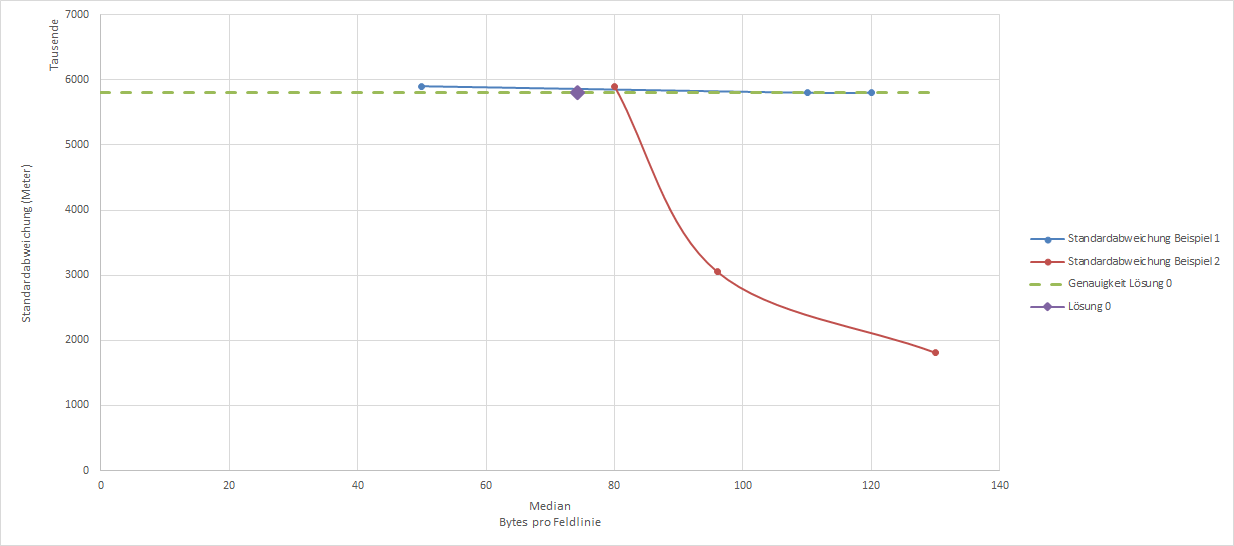 7000
6000
5000
4000
3000
2000
1000
0
Tausende
Standardabweichung (Meter)
0 20 40 60 80 100 120 140
Median
Bytes pro Feldlinie
Standardabweichung Beispiel 1
Standardabweichung Beispiel 2
Genauigkeit Lösung 0
Lösung 0